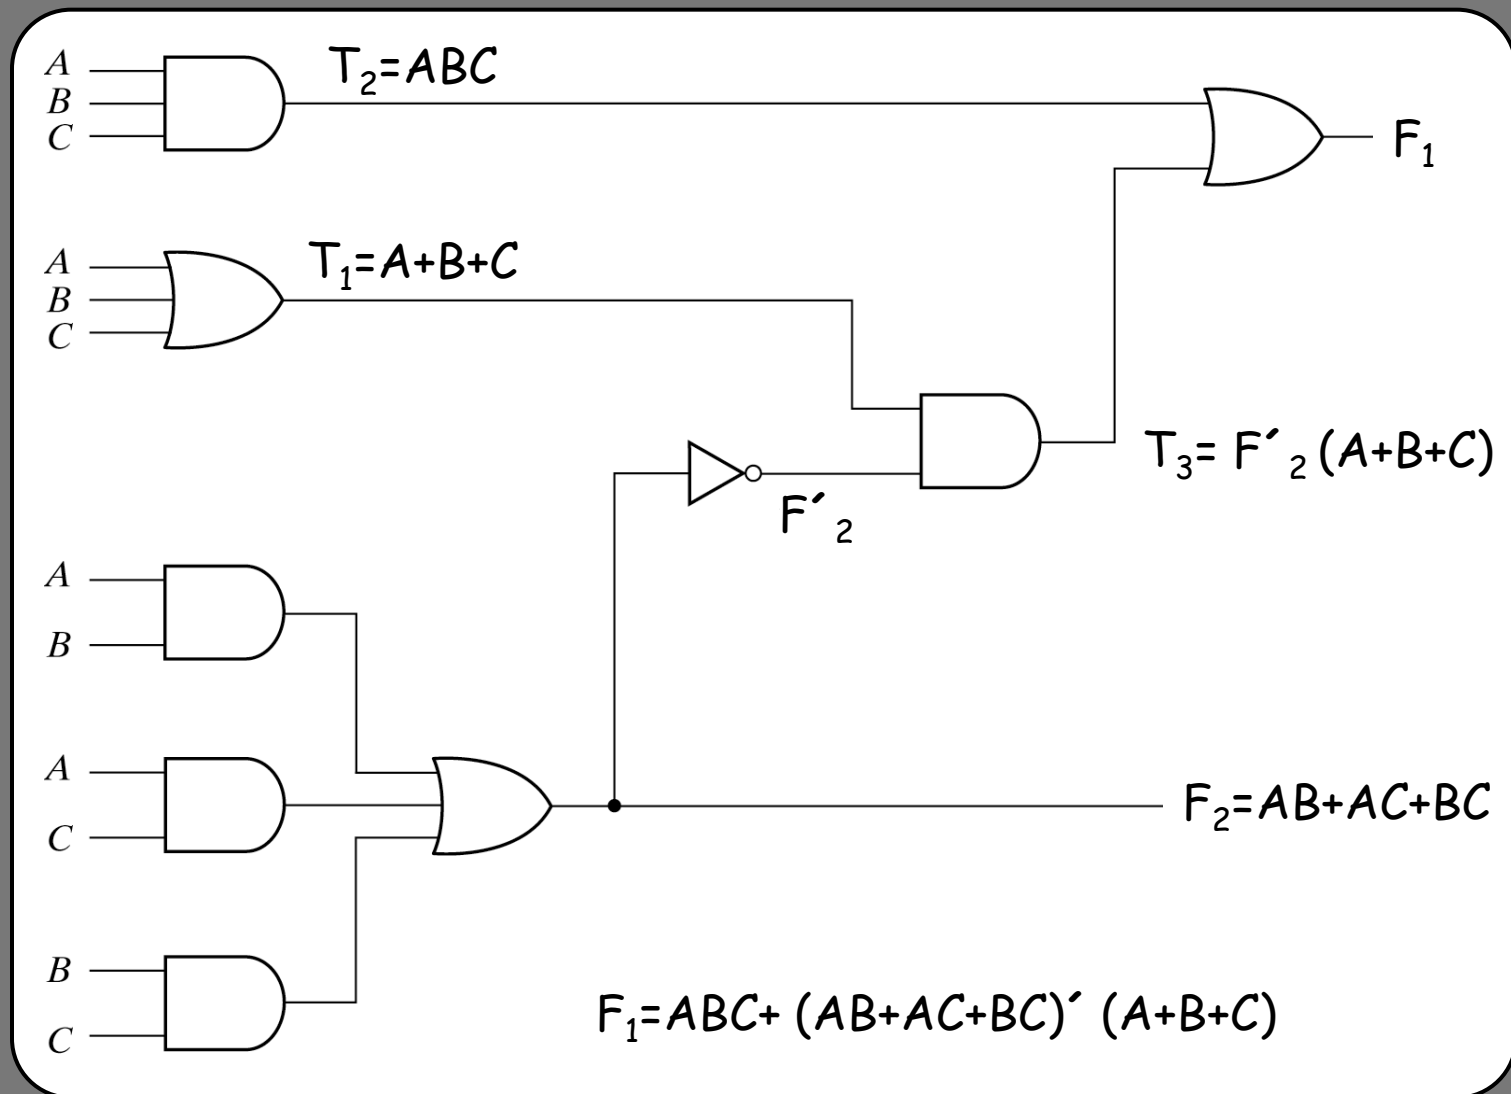 A
B
C
T₂=ABC
F₁
A
B
C
T₁=A+B+C
T₃= F´₂(A+B+C)
F´₂
A
B
A
C
F₂=AB+AC+BC
B
C
F₁=ABC+ (AB+AC+BC)´ (A+B+C)